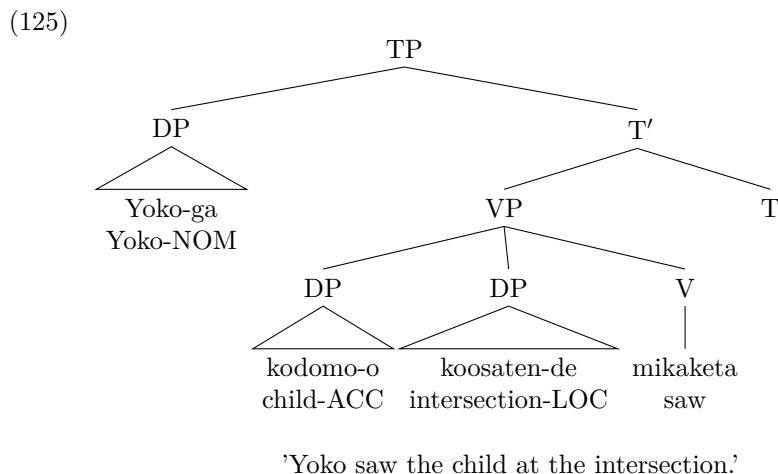 (125)
TP
DP T′
Yoko-ga VP T
Yoko-NOM
DP DP V
kodomo-o koosaten-de mikaketa
child-ACC intersection-LOC saw
’Yoko saw the child at the intersection.’